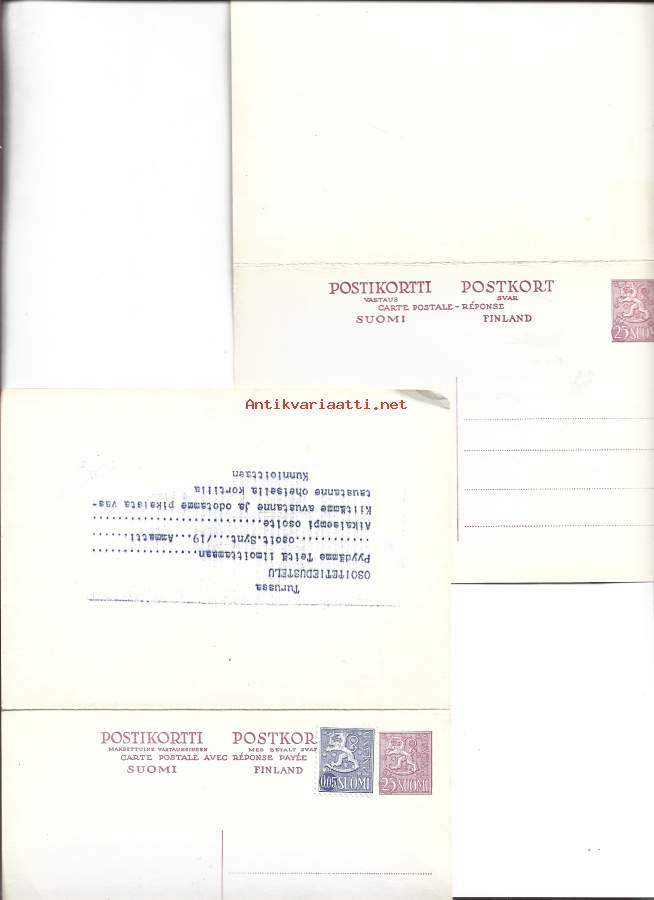 POSTIKORTTI POSTKORT
VASTAUS SVAR
CARTE POSTALE - RÉPONSE
SUOMI FINLAND
25 SUOMI
Antikvariaatti.net
Turussa
OSOITETIEDUSTELU
Pyydämme Teitä ilmoittamaan..................
............osoit.Synt.../19...Ammatti......
Aikaisempi osoite.............................
Kiittämme avustanne ja odotamme pikaista vas-
taustanne oheisella kortilla
Kunnioittaen
POSTIKORTTI POSTKOR
MAKSETTUINE VASTAUKSINEEN MED BETALT SVAR
CARTE POSTALE AVEC RÉPONSE PAYÉE
SUOMI FINLAND
0,05 SUOMI
25 SUOMI